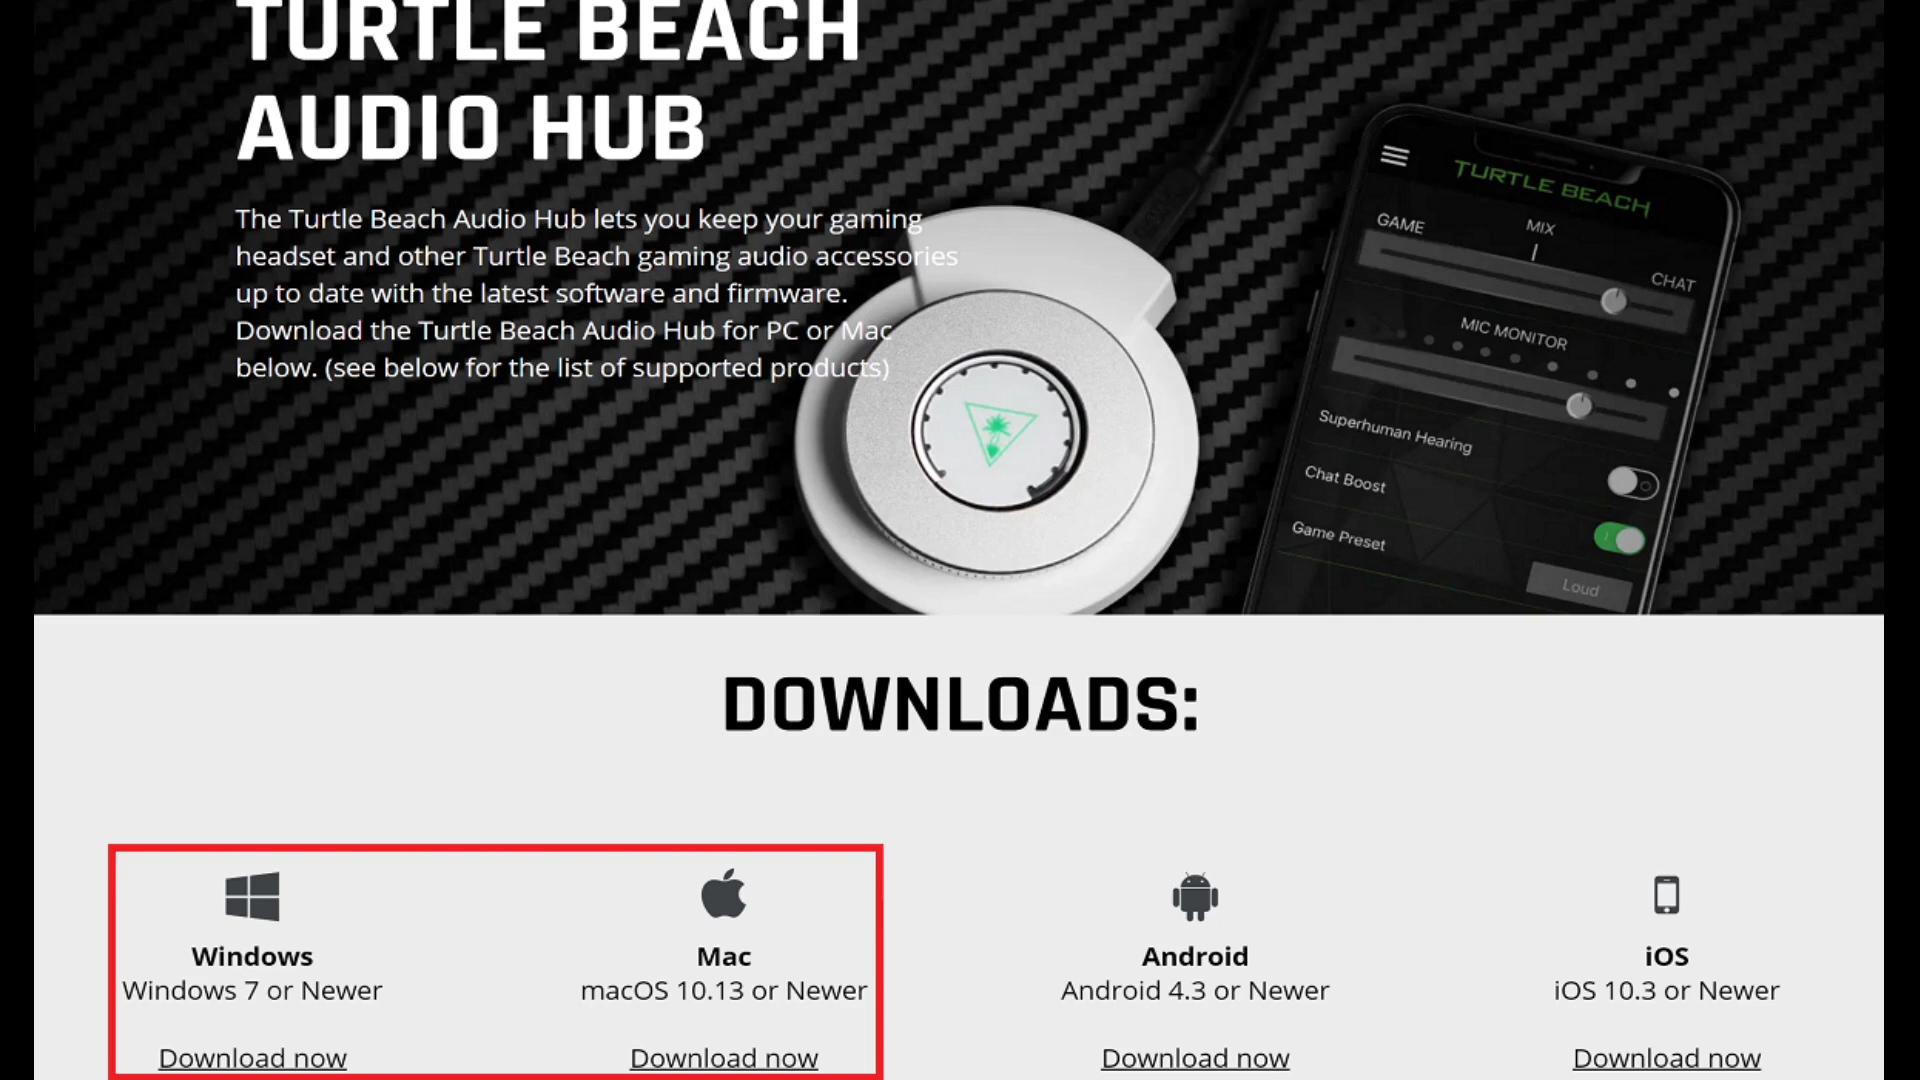 TURTLE BEACH
AUDIO HUB
The Turtle Beach Audio Hub lets you keep your gaming
headset and other Turtle Beach gaming audio accessories
up to date with the latest software and firmware.
Download the Turtle Beach Audio Hub for PC or Mac
below. (see below for the list of supported products)
TURTLE BEACH
GAME
MIX
CHAT
MIC MONITOR
Superhuman Hearing
Chat Boost
Game Preset
Loud
DOWNLOADS:
Windows
Windows 7 or Newer
Download now
Mac
macOS 10.13 or Newer
Download now
Android
Android 4.3 or Newer
Download now
iOS
iOS 10.3 or Newer
Download now